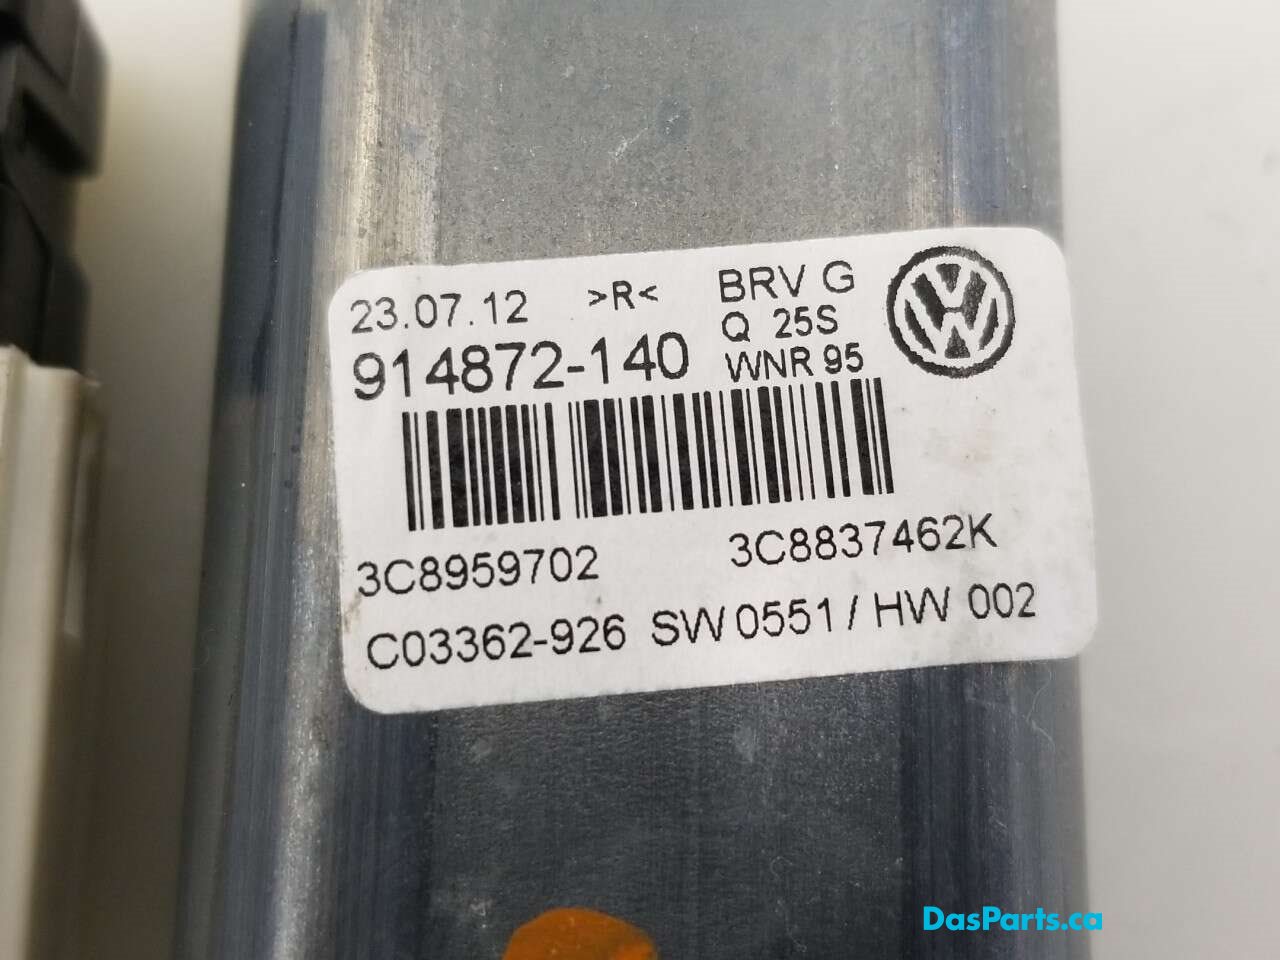 23.07.12 >R< BRV G
Q 25S
914872-140 WNR 95
3C8959702 3C8837462K
C03362-926 SW 0551 / HW 002
DasParts.ca